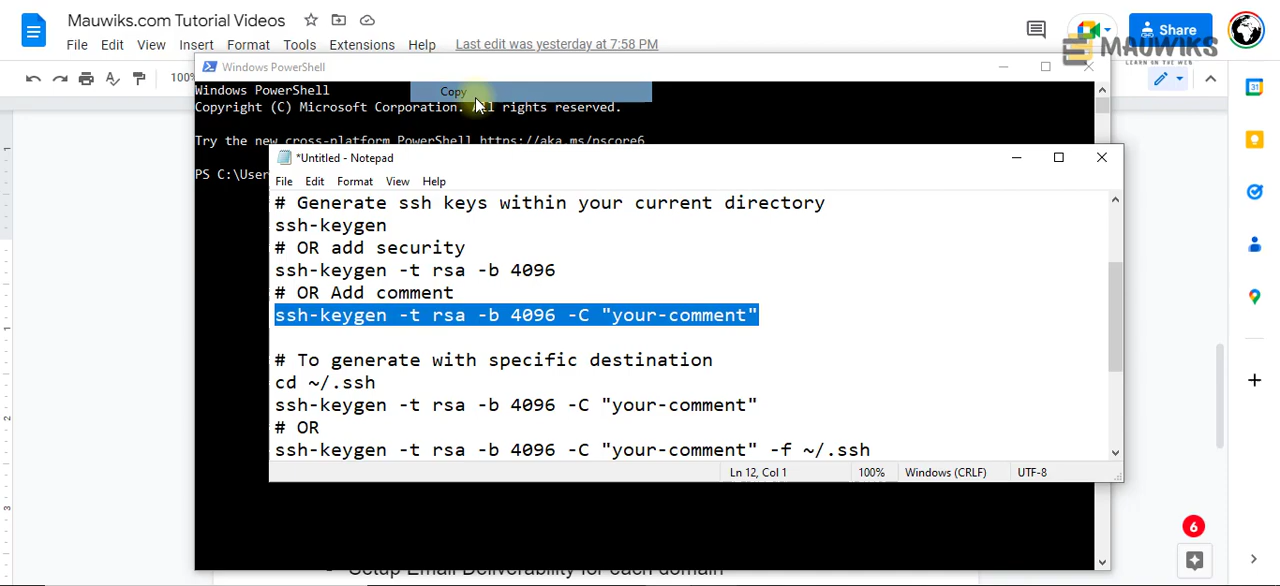 Mauwiks.com Tutorial Videos
File Edit View Insert Format Tools Extensions Help Last edit was yesterday at 7:58 PM
Share
MAUWIKS
LEARN ON THE WEB
100%
Windows PowerShell
Copy
Windows PowerShell
Copyright (C) Microsoft Corporation. All rights reserved.
Try the new cross-platform PowerShell https://aka.ms/pscore6
PS C:\User
*Untitled - Notepad
File Edit Format View Help
# Generate ssh keys within your current directory
ssh-keygen
# OR add security
ssh-keygen -t rsa -b 4096
# OR Add comment
ssh-keygen -t rsa -b 4096 -C "your-comment"
# To generate with specific destination
cd ~/.ssh
ssh-keygen -t rsa -b 4096 -C "your-comment"
# OR
ssh-keygen -t rsa -b 4096 -C "your-comment" -f ~/.ssh
Ln 12, Col 1 100% Windows (CRLF) UTF-8
Setup Email Deliverability for each domain
6
31
1
1
2
3